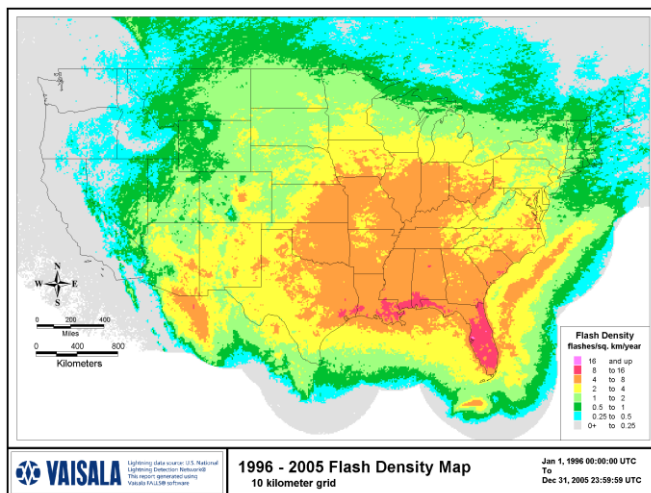 N
W E
S
0 200 400
Miles
0 400 800
Kilometers
Flash Density
flashes/sq. km/year
16 and up
8 to 16
4 to 8
2 to 4
1 to 2
0.5 to 1
0.25 to 0.5
0+ to 0.25
VAISALA
Lightning data source: U.S. National
Lightning Detection Network®
This report generated using
Vaisala FALLS® software
1996 - 2005 Flash Density Map
10 kilometer grid
Jan 1, 1996 00:00:00 UTC
To
Dec 31, 2005 23:59:59 UTC